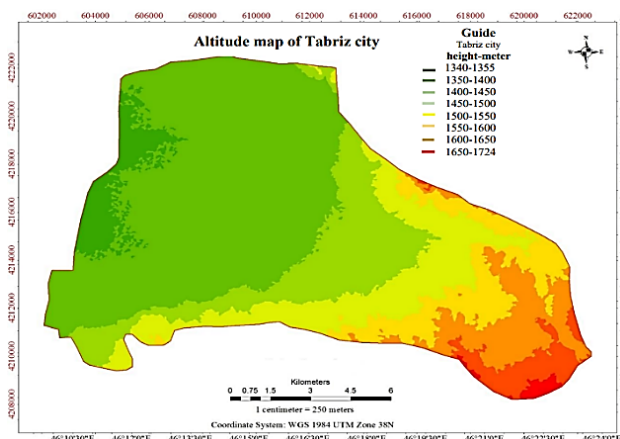 602000 604000 606000 608000 610000 612000 614000 616000 618000 620000 622000
Altitude map of Tabriz city
Guide
Tabriz city
height-meter
1340-1355
1350-1400
1400-1450
1450-1500
1500-1550
1550-1600
1600-1650
1650-1724
N
W E
S
4222000
4220000
4218000
4216000
4214000
4212000
4210000
4208000
Kilometers
0 0.75 1.5 3 4.5 6
1 centimeter = 250 meters
Coordinate System: WGS 1984 UTM Zone 38N